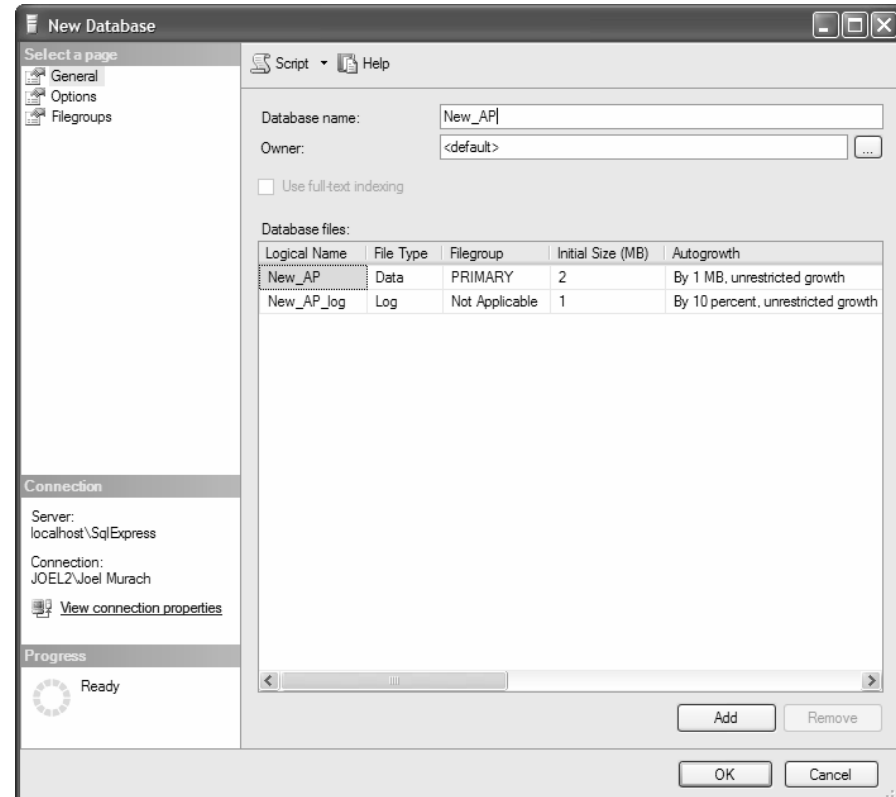 New Database
Select a page
General
Options
Filegroups
Script Help
Database name: New_AP
Owner: <default> ...
Use full-text indexing
Database files:
Logical Name File Type Filegroup Initial Size (MB) Autogrowth
New_AP Data PRIMARY 2 By 1 MB, unrestricted growth
New_AP_log Log Not Applicable 1 By 10 percent, unrestricted growth
Connection
Server:
localhost\SqlExpress
Connection:
JOEL2\Joel Murach
View connection properties
Progress
Ready
Add Remove
OK Cancel